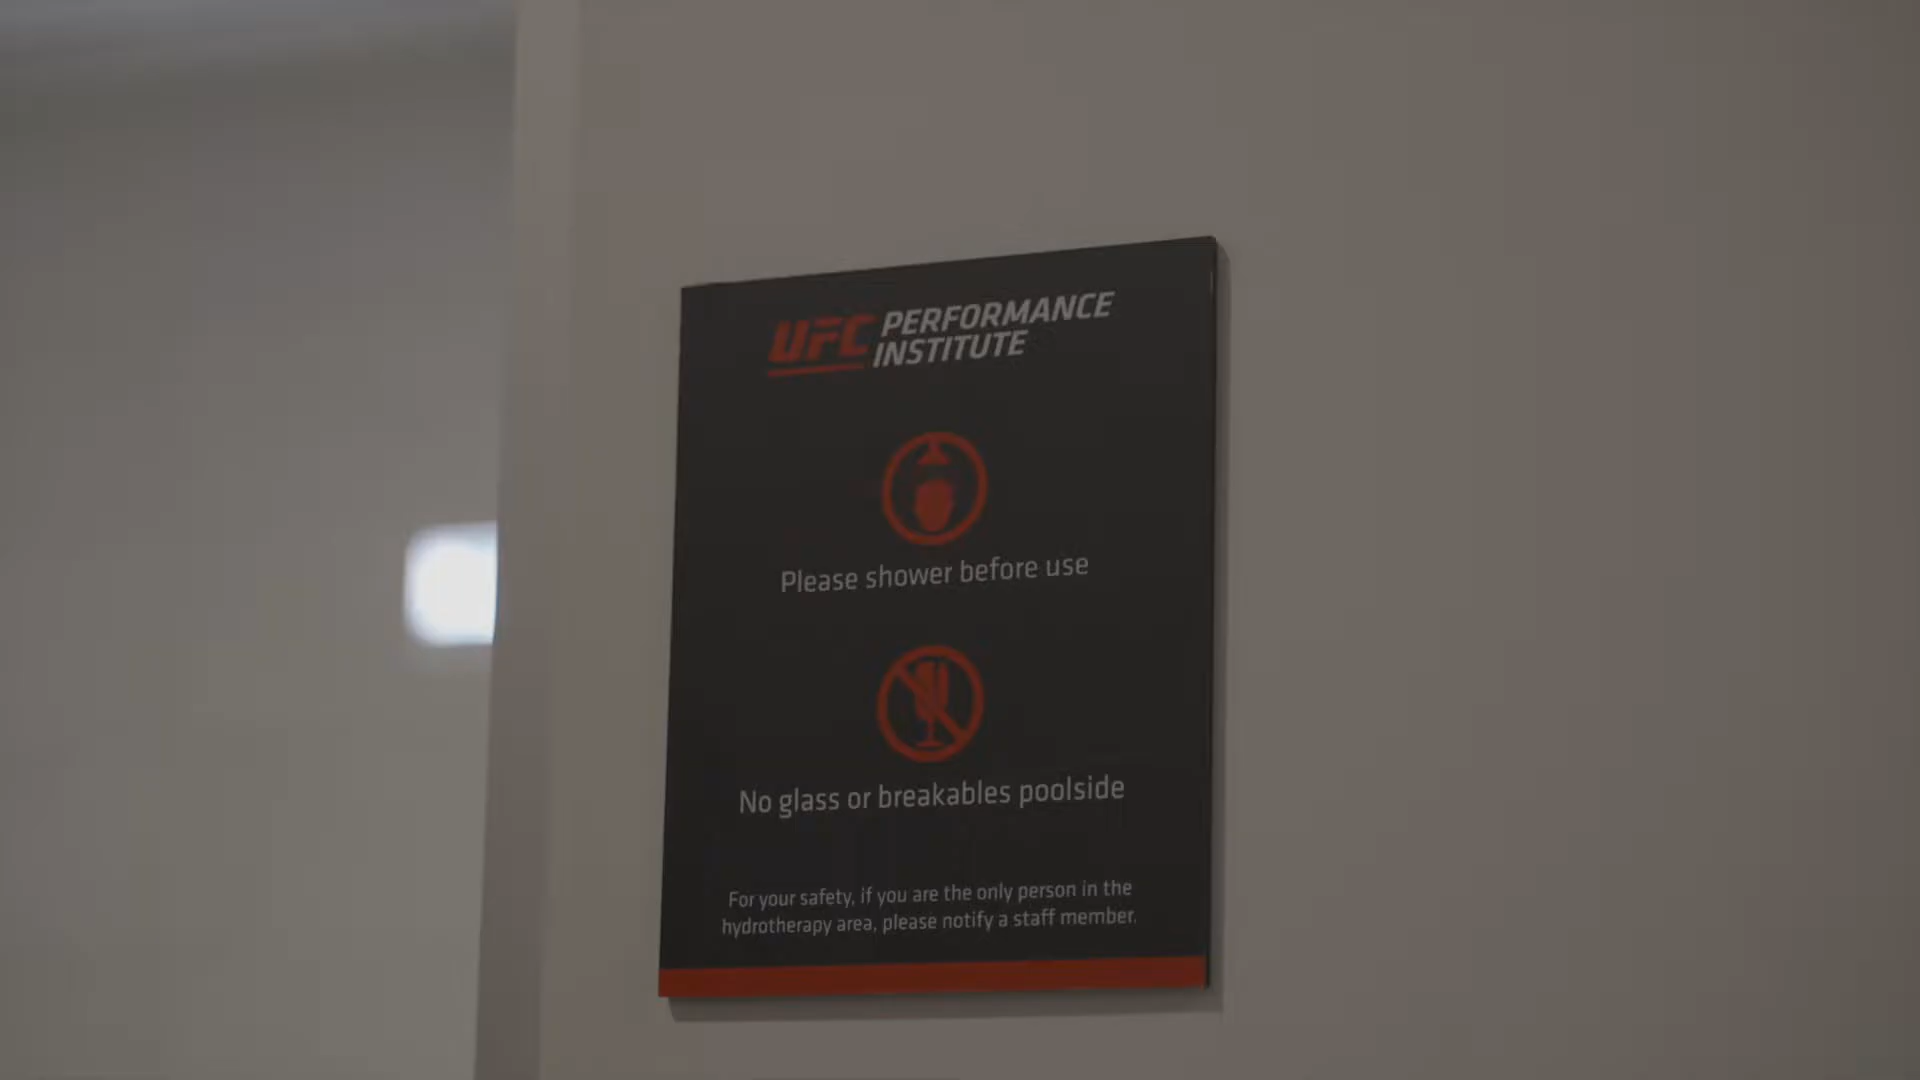 UFC PERFORMANCE
INSTITUTE
Please shower before use
No glass or breakables poolside
For your safety, if you are the only person in the
hydrotherapy area, please notify a staff member.